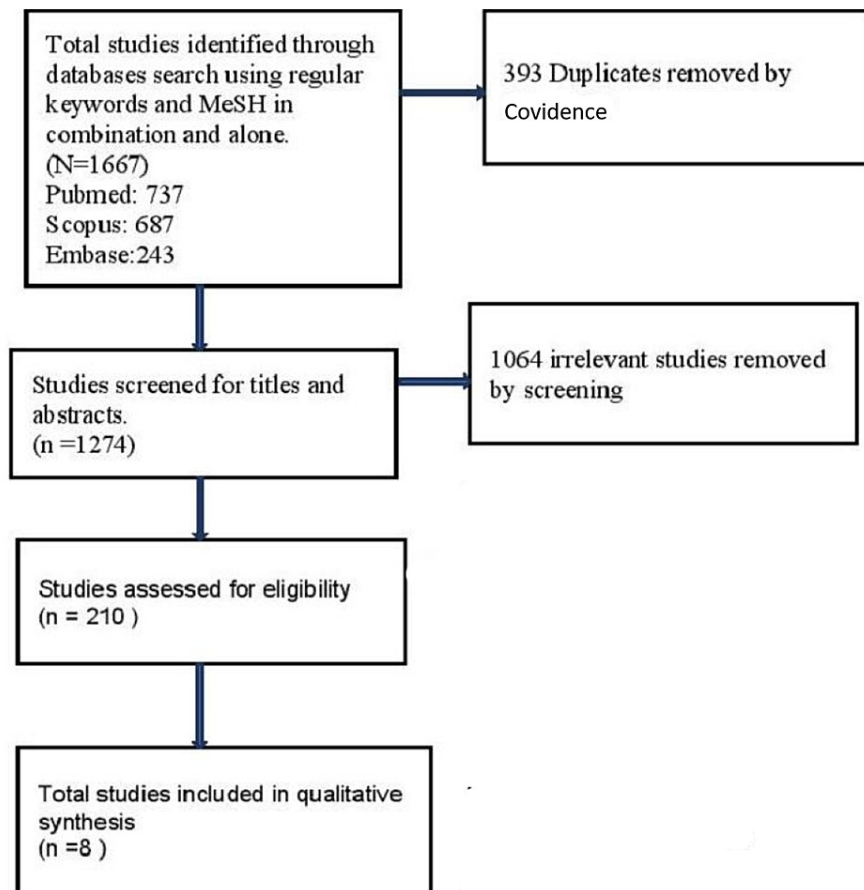 Total studies identified through
databases search using regular
keywords and MeSH in
combination and alone.
(N=1667)
Pubmed: 737
Scopus: 687
Embase:243
393 Duplicates removed by
Covidence
Studies screened for titles and
abstracts.
(n =1274)
1064 irrelevant studies removed
by screening
Studies assessed for eligibility
(n = 210 )
Total studies included in qualitative
synthesis
(n =8 )